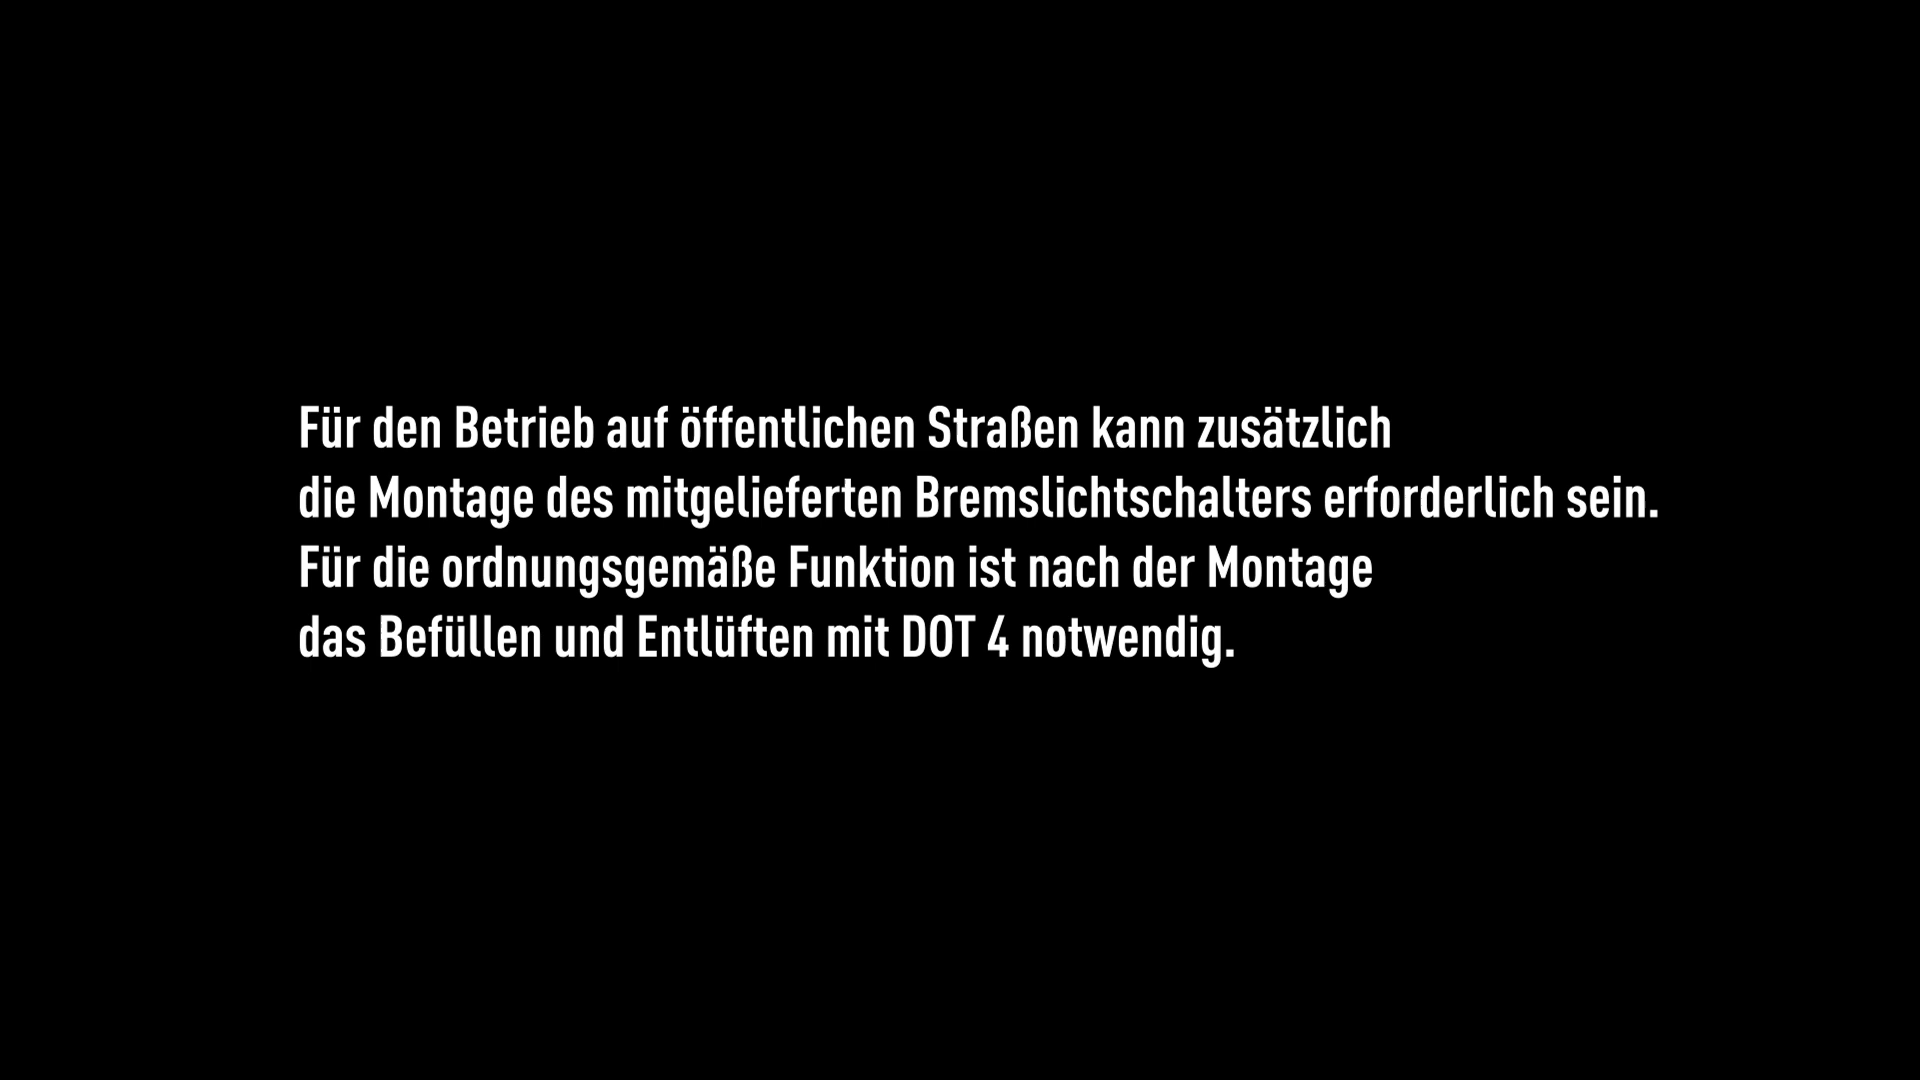 Für den Betrieb auf öffentlichen Straßen kann zusätzlich
die Montage des mitgelieferten Bremslichtschalters erforderlich sein.
Für die ordnungsgemäße Funktion ist nach der Montage
das Befüllen und Entlüften mit DOT 4 notwendig.